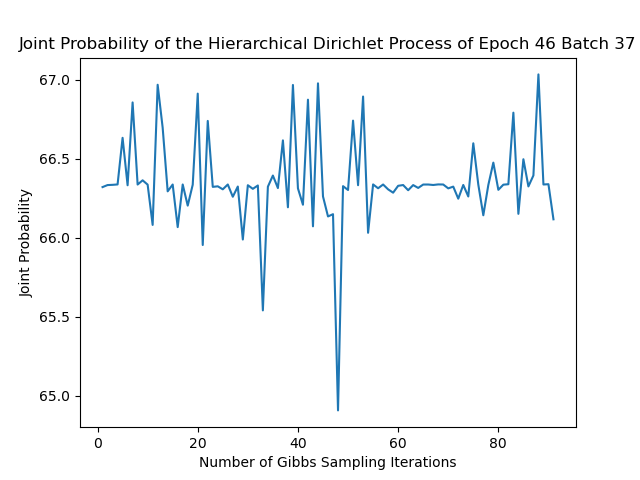 Joint Probability of the Hierarchical Dirichlet Process of Epoch 46 Batch 37
67.0
66.5
66.0
65.5
65.0
Joint Probability
0 20 40 60 80
Number of Gibbs Sampling Iterations